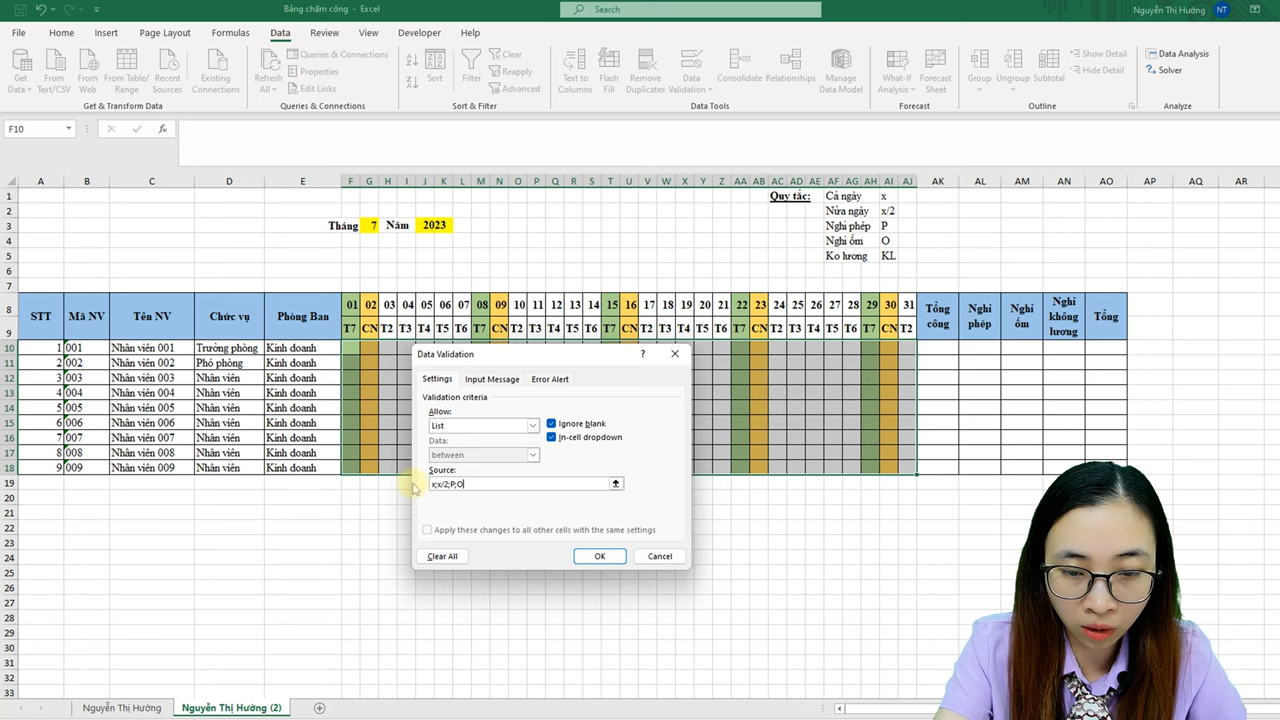 Bảng chấm công - Excel
Search
Nguyễn Thị Hường NT
File Home Insert Page Layout Formulas Data Review View Developer Help
Get Data From Text/CSV From Web From Table/Range Recent Sources Existing Connections
Refresh All Queries & Connections Properties Edit Links
Sort Filter Clear Reapply Advanced
Text to Columns Flash Fill Remove Duplicates Data Validation Consolidate Relationships Manage Data Model
What-If Analysis Forecast Sheet
Group Ungroup Subtotal Show Detail Hide Detail
Data Analysis Solver
Get & Transform Data Queries & Connections Sort & Filter Data Tools Forecast Outline Analyze
F10
A B C D E F G H I J K L M N O P Q R S T U V W X Y Z AA AB AC AD AE AF AG AH AI AJ AK AL AM AN AO AP AQ AR
1 Quy tắc: Cả ngày x
2 Nửa ngày x/2
3 Tháng 7 Năm 2023 Nghỉ phép P
4 Nghỉ ốm O
5 Ko lương KL
6
7
8 STT Mã NV Tên NV Chức vụ Phòng Ban 01 02 03 04 05 06 07 08 09 10 11 12 13 14 15 16 17 18 19 20 21 22 23 24 25 26 27 28 29 30 31 Tổng công Nghỉ phép Nghỉ ốm Nghỉ không lương Tổng
9 T7 CN T2 T3 T4 T5 T6 T7 CN T2 T3 T4 T5 T6 T7 CN T2 T3 T4 T5 T6 T7 CN T2 T3 T4 T5 T6 T7 CN T2
10 1 001 Nhân viên 001 Trưởng phòng Kinh doanh
11 2 002 Nhân viên 002 Phó phòng Kinh doanh
12 3 003 Nhân viên 003 Nhân viên Kinh doanh
13 4 004 Nhân viên 004 Nhân viên Kinh doanh
14 5 005 Nhân viên 005 Nhân viên Kinh doanh
15 6 006 Nhân viên 006 Nhân viên Kinh doanh
16 7 007 Nhân viên 007 Nhân viên Kinh doanh
17 8 008 Nhân viên 008 Nhân viên Kinh doanh
18 9 009 Nhân viên 009 Nhân viên Kinh doanh
19
20
21
22
23
24
25
26
27
28
29
30
31
32
33
Data Validation ?
Settings Input Message Error Alert
Validation criteria
Allow:
List Ignore blank
Data: In-cell dropdown
between
Source:
x;x/2;P;O
Apply these changes to all other cells with the same settings
Clear All OK Cancel
Nguyễn Thị Hường Nguyễn Thị Hường (2)